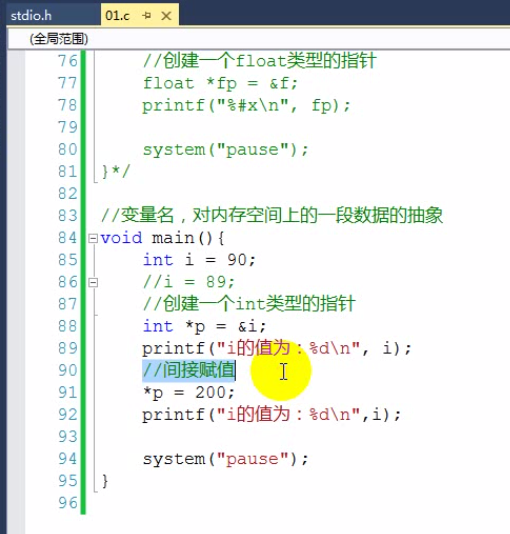 stdio.h
01.c
(全局范围)
76 //创建一个float类型的指针
77 float *fp = &f;
78 printf("%#x\n", fp);
79
80 system("pause");
81 }*/
82
83 //变量名，对内存空间上的一段数据的抽象
84 void main(){
85 int i = 90;
86 //i = 89;
87 //创建一个int类型的指针
88 int *p = &i;
89 printf("i的值为：%d\n", i);
90 //间接赋值
91 *p = 200;
92 printf("i的值为：%d\n",i);
93
94 system("pause");
95 }
96